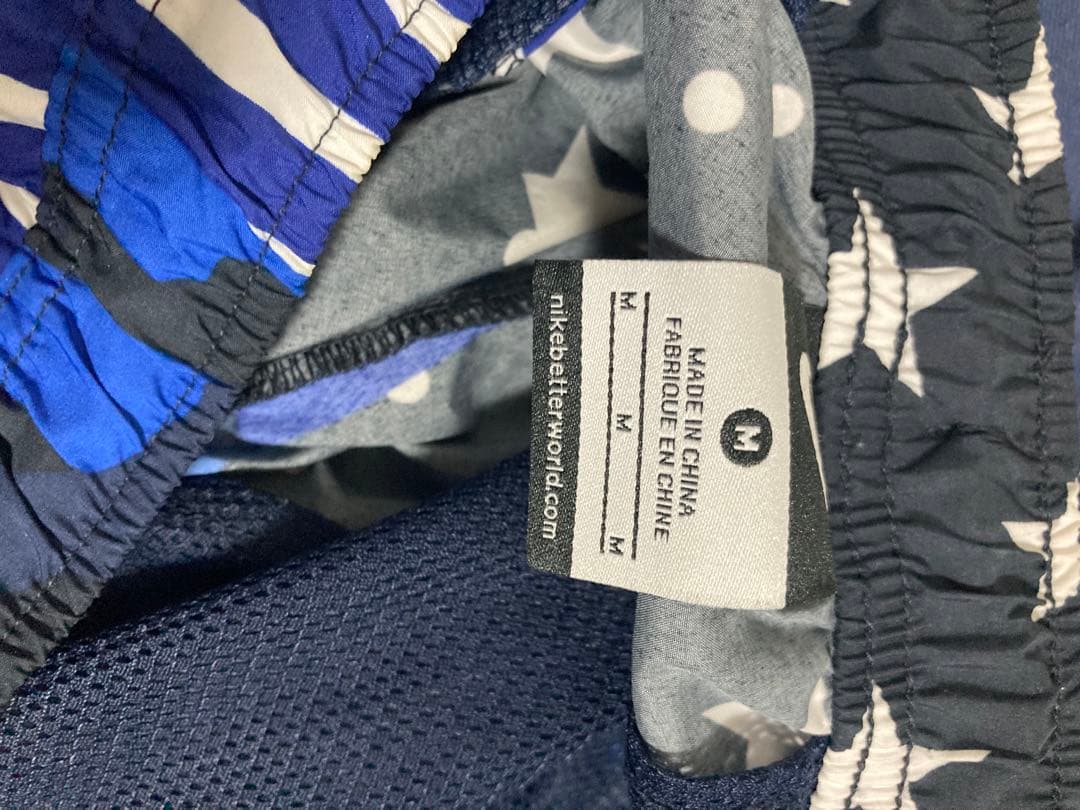 M
MADE IN CHINA
FABRIQUE EN CHINE
M M M
nikebetterworld.com